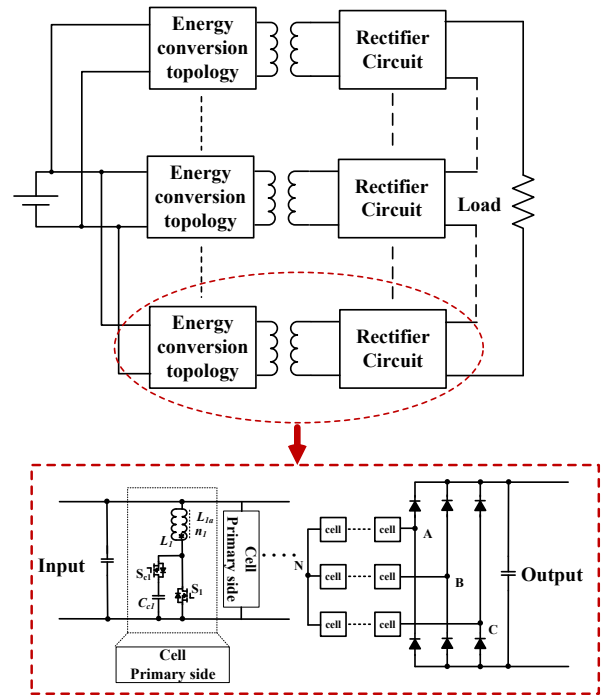 Energy
conversion
topology
Rectifier
Circuit
Energy
conversion
topology
Rectifier
Circuit
Load
Energy
conversion
topology
Rectifier
Circuit
Input
L1a
n1
L1
Sc1
S1
Cc1
Cell
Primary side
Cell
Primary side
N
cell
cell
A
cell
cell
B
cell
cell
C
Output